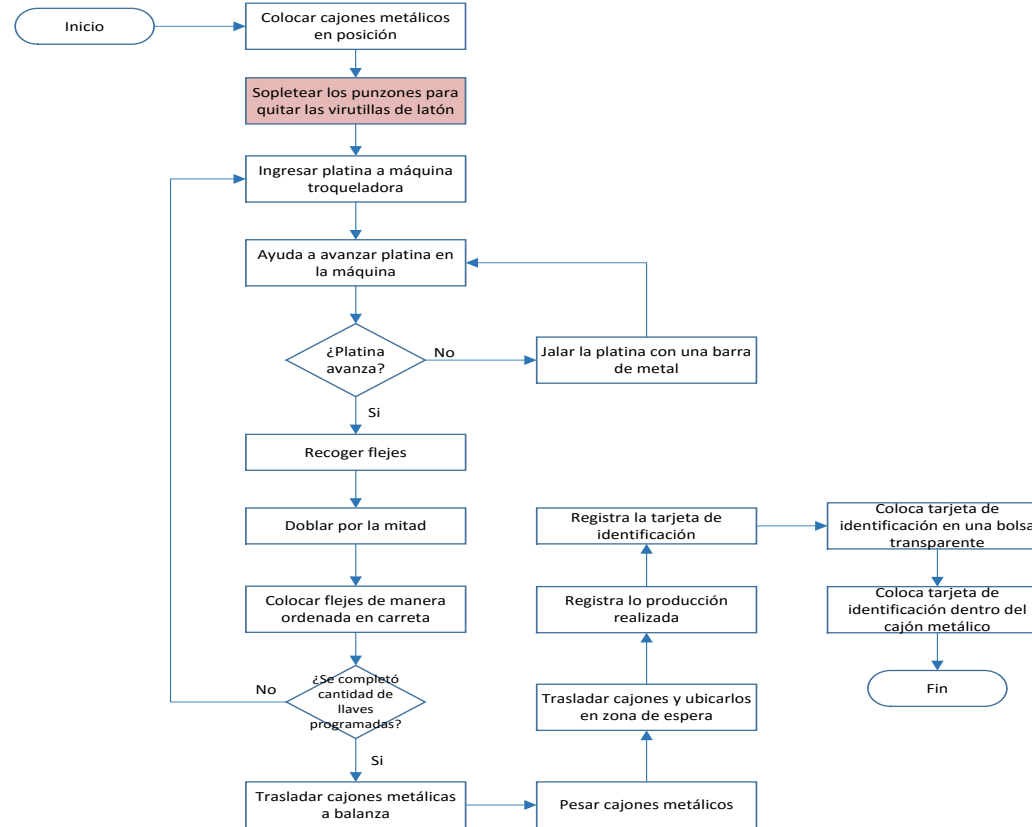 Inicio
Colocar cajones metálicos
en posición
Sopletear los punzones para
quitar las virutillas de latón
Ingresar platina a máquina
troqueladora
Ayuda a avanzar platina en
la máquina
¿Platina
avanza?
No
Jalar la platina con una barra
de metal
Si
Recoger flejes
Doblar por la mitad
Colocar flejes de manera
ordenada en carreta
¿Se completó
cantidad de
llaves
programadas?
No
Si
Trasladar cajones metálicas
a balanza
Pesar cajones metálicos
Trasladar cajones y ubicarlos
en zona de espera
Registra lo producción
realizada
Registra la tarjeta de
identificación
Coloca tarjeta de
identificación en una bolsa
transparente
Coloca tarjeta de
identificación dentro del
cajón metálico
Fin